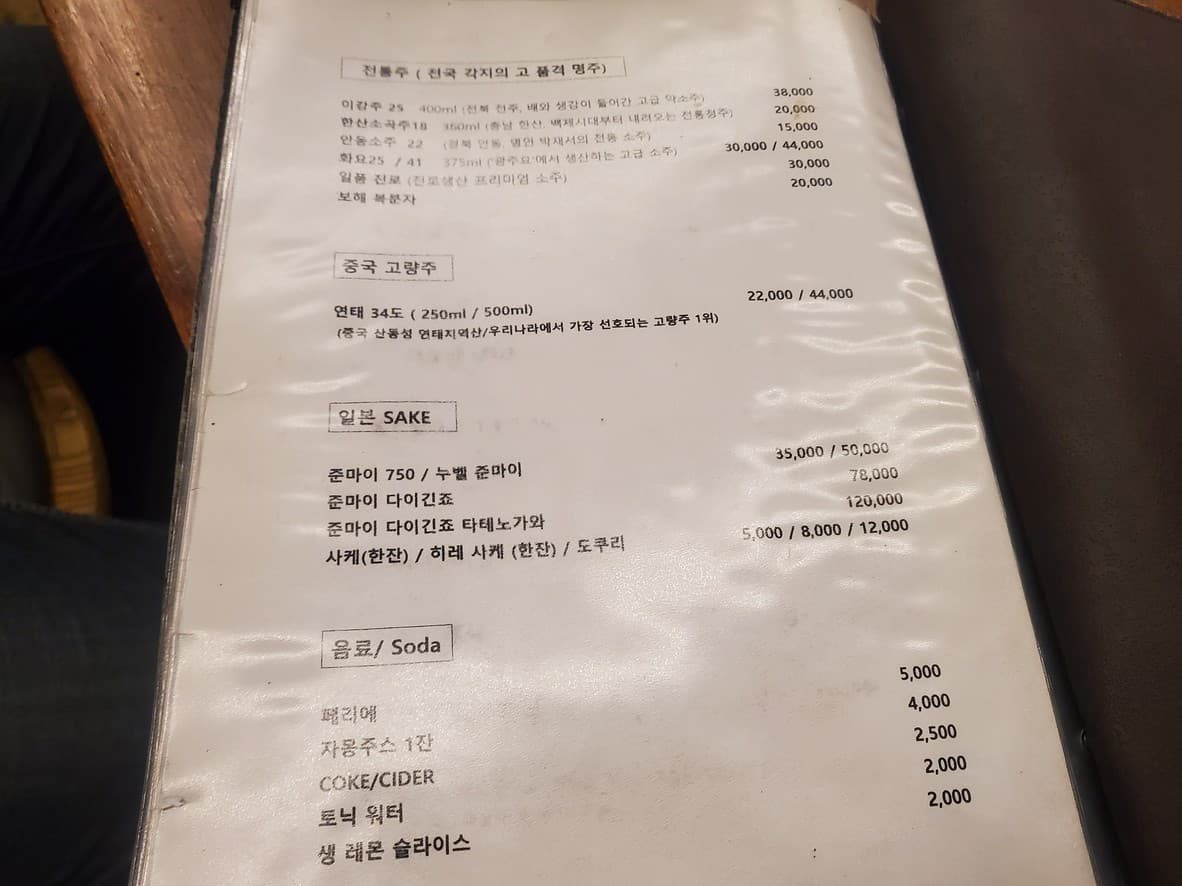 전통주 ( 전국 각지의 고 품격 명주)
이강주 25 400ml (전북 전주, 배와 생강이 들어간 고급 약소주) 38,000
한산소곡주18 360ml (충남 한산, 백제시대부터 내려오는 전통청주) 20,000
안동소주 22 (경북 안동, 명인 박재서의 전통 소주) 15,000
화요25 / 41 375ml ('광주요'에서 생산하는 고급 소주) 30,000 / 44,000
일품 진로 (진로생산 프리미엄 소주) 30,000
보해 복분자 20,000
중국 고량주
연태 34도 ( 250ml / 500ml) 22,000 / 44,000
(중국 산동성 연태지역산/우리나라에서 가장 선호되는 고량주 1위)
일본 SAKE
준마이 750 / 누벨 준마이 35,000 / 50,000
준마이 다이긴죠 78,000
준마이 다이긴죠 타테노가와 120,000
사케(한잔) / 히레 사케 (한잔) / 도쿠리 5,000 / 8,000 / 12,000
음료/ Soda
페리에 5,000
자몽주스 1잔 4,000
COKE/CIDER 2,500
토닉 워터 2,000
생 레몬 슬라이스 2,000